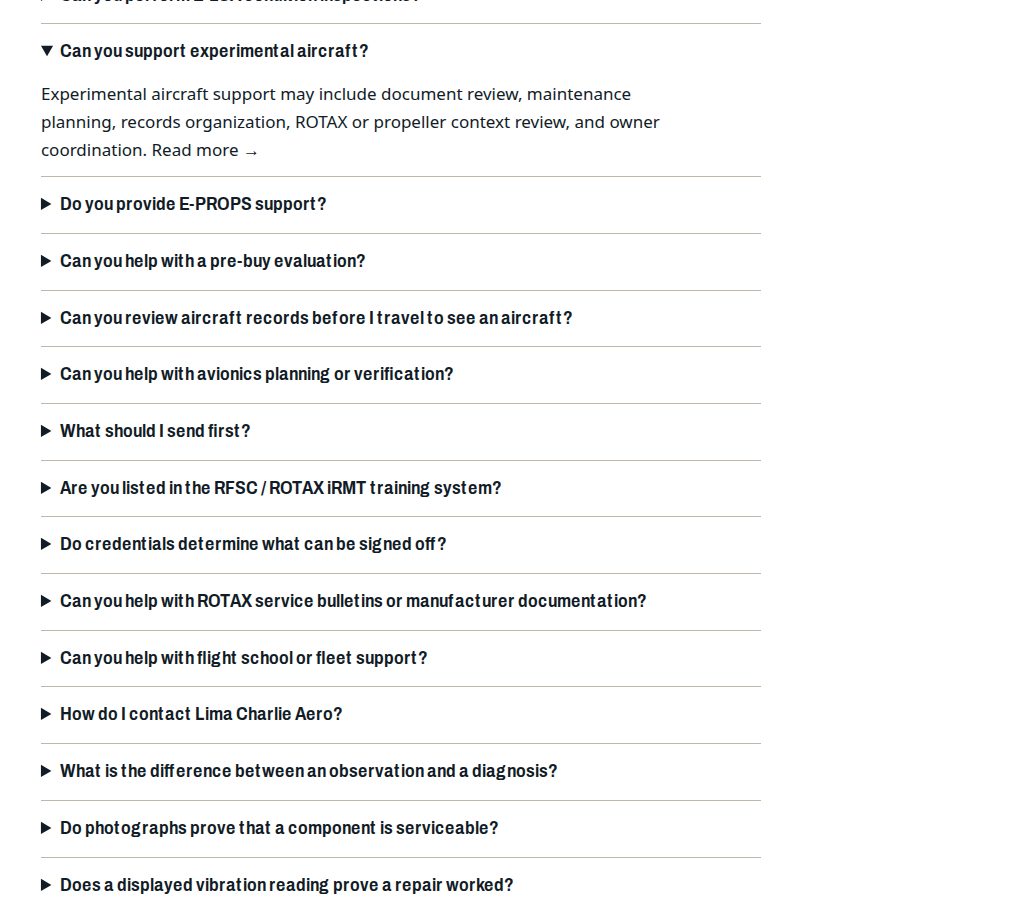 Can you support experimental aircraft?
Experimental aircraft support may include document review, maintenance
planning, records organization, ROTAX or propeller context review, and owner
coordination. Read more →
Do you provide E-PROPS support?
Can you help with a pre-buy evaluation?
Can you review aircraft records before I travel to see an aircraft?
Can you help with avionics planning or verification?
What should I send first?
Are you listed in the RFSC / ROTAX iRMT training system?
Do credentials determine what can be signed off?
Can you help with ROTAX service bulletins or manufacturer documentation?
Can you help with flight school or fleet support?
How do I contact Lima Charlie Aero?
What is the difference between an observation and a diagnosis?
Do photographs prove that a component is serviceable?
Does a displayed vibration reading prove a repair worked?